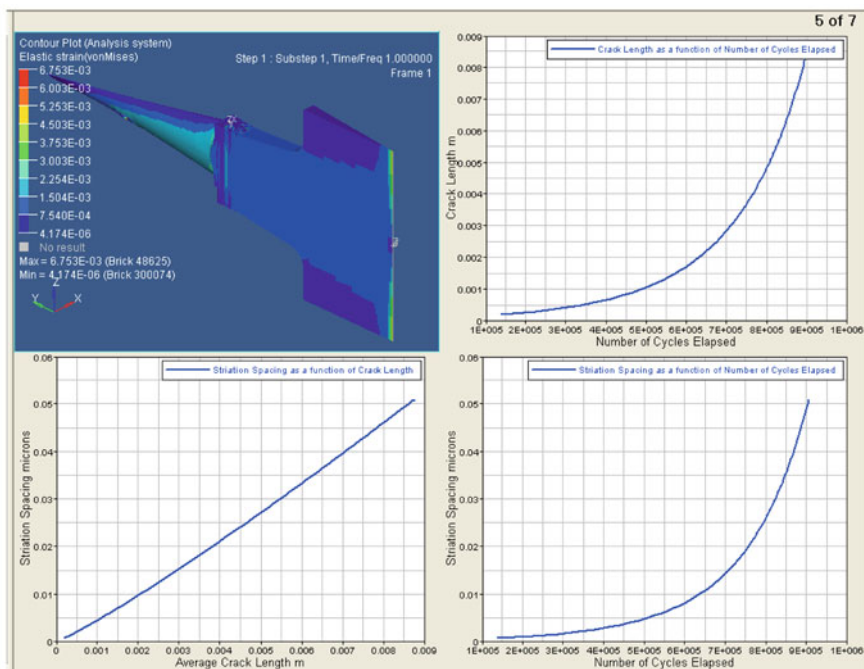 5 of 7
Contour Plot (Analysis system)
Elastic strain(vonMises)
6.753E-03
6.003E-03
5.253E-03
4.503E-03
3.753E-03
3.003E-03
2.254E-03
1.504E-03
7.540E-04
4.174E-06
No result
Max = 6.753E-03 (Brick 48625)
Min = 4.174E-06 (Brick 300074)
Z
Y
X
Step 1 : Substep 1, Time/Freq 1.000000
Frame 1
Crack Length as a function of Number of Cycles Elapsed
Crack Length m
0.009
0.008
0.007
0.006
0.005
0.004
0.003
0.002
0.001
0
1E+005 2E+005 3E+005 4E+005 5E+005 6E+005 7E+005 8E+005 9E+005 1E+006
Number of Cycles Elapsed
Striation Spacing as a function of Crack Length
Striation Spacing microns
0.06
0.05
0.04
0.03
0.02
0.01
0
0 0.001 0.002 0.003 0.004 0.005 0.006 0.007 0.008 0.009
Average Crack Length m
Striation Spacing as a function of Number of Cycles Elapsed
Striation Spacing microns
0.06
0.05
0.04
0.03
0.02
0.01
0
1E+005 2E+005 3E+005 4E+005 5E+005 6E+005 7E+005 8E+005 9E+005 1E+006
Number of Cycles Elapsed